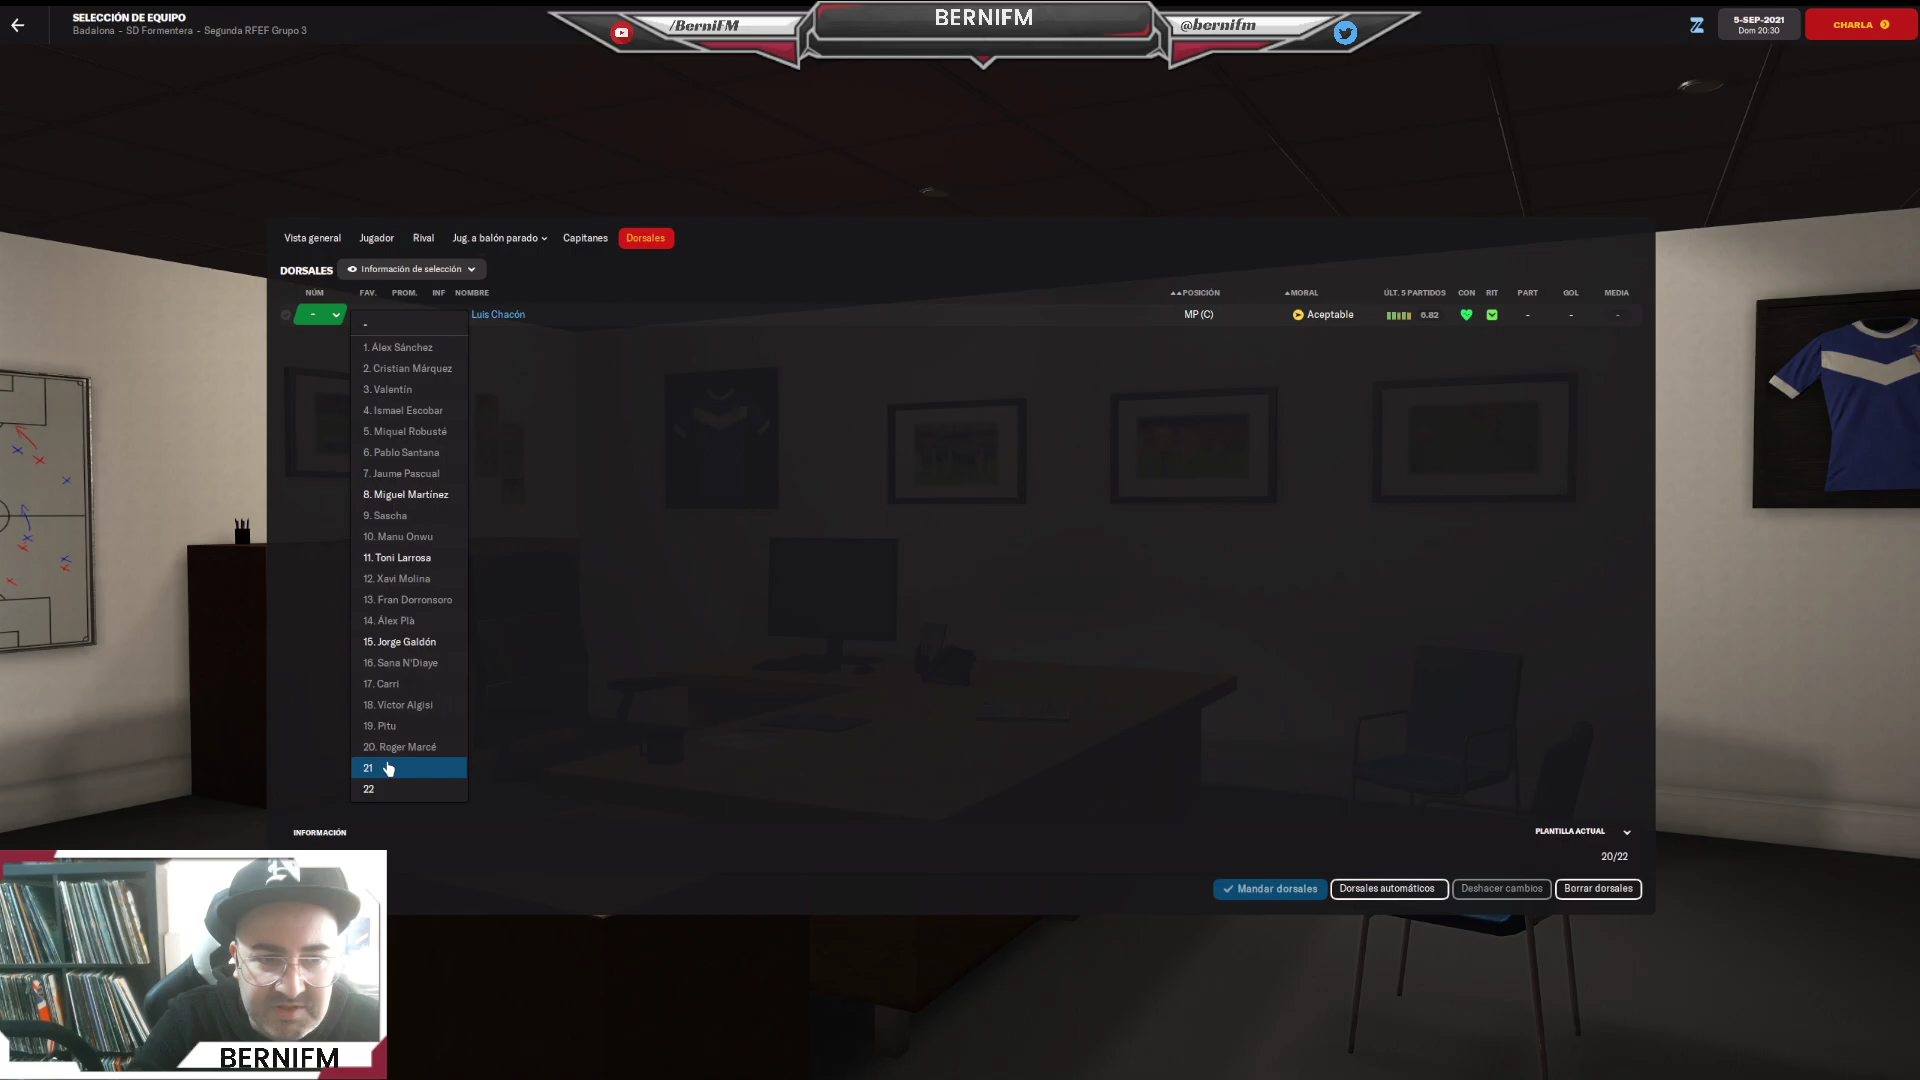 SELECCIÓN DE EQUIPO
Badalona - SD Formentera - Segunda RFEF Grupo 3
/BerniFM
BERNIFM
@bernifm
5-SEP-2021
Dom 20:30
CHARLA
Vista general
Jugador
Rival
Jug. a balón parado
Capitanes
Dorsales
DORSALES
Información de selección
NÚM
FAV.
PROM.
INF
NOMBRE
POSICIÓN
MORAL
ÚLT. 5 PARTIDOS
CON
RIT
PART
GOL
MEDIA
-
Luis Chacón
MP (C)
Aceptable
6.82
-
-
-
-
1. Álex Sánchez
2. Cristian Márquez
3. Valentín
4. Ismael Escobar
5. Miquel Robusté
6. Pablo Santana
7. Jaume Pascual
8. Miguel Martínez
9. Sascha
10. Manu Onwu
11. Toni Larrosa
12. Xavi Molina
13. Fran Dorronsoro
14. Álex Plà
15. Jorge Galdón
16. Sana N'Diaye
17. Carri
18. Víctor Algisi
19. Pitu
20. Roger Marcé
21
22
INFORMACIÓN
PLANTILLA ACTUAL
20/22
Mandar dorsales
Dorsales automáticos
Deshacer cambios
Borrar dorsales
BERNIFM